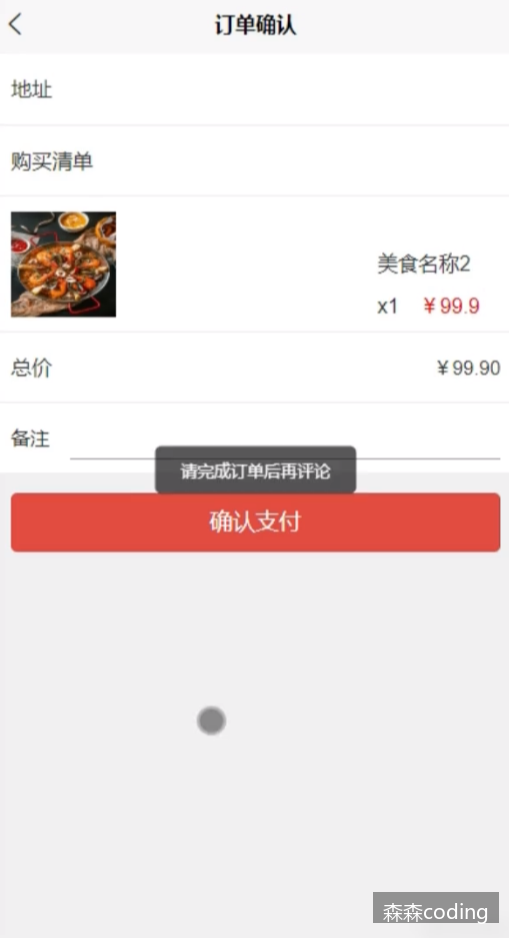 订单确认
地址
购买清单
美食名称2
x1 ￥99.9
总价 ￥99.90
备注
请完成订单后再评论
确认支付
森森coding